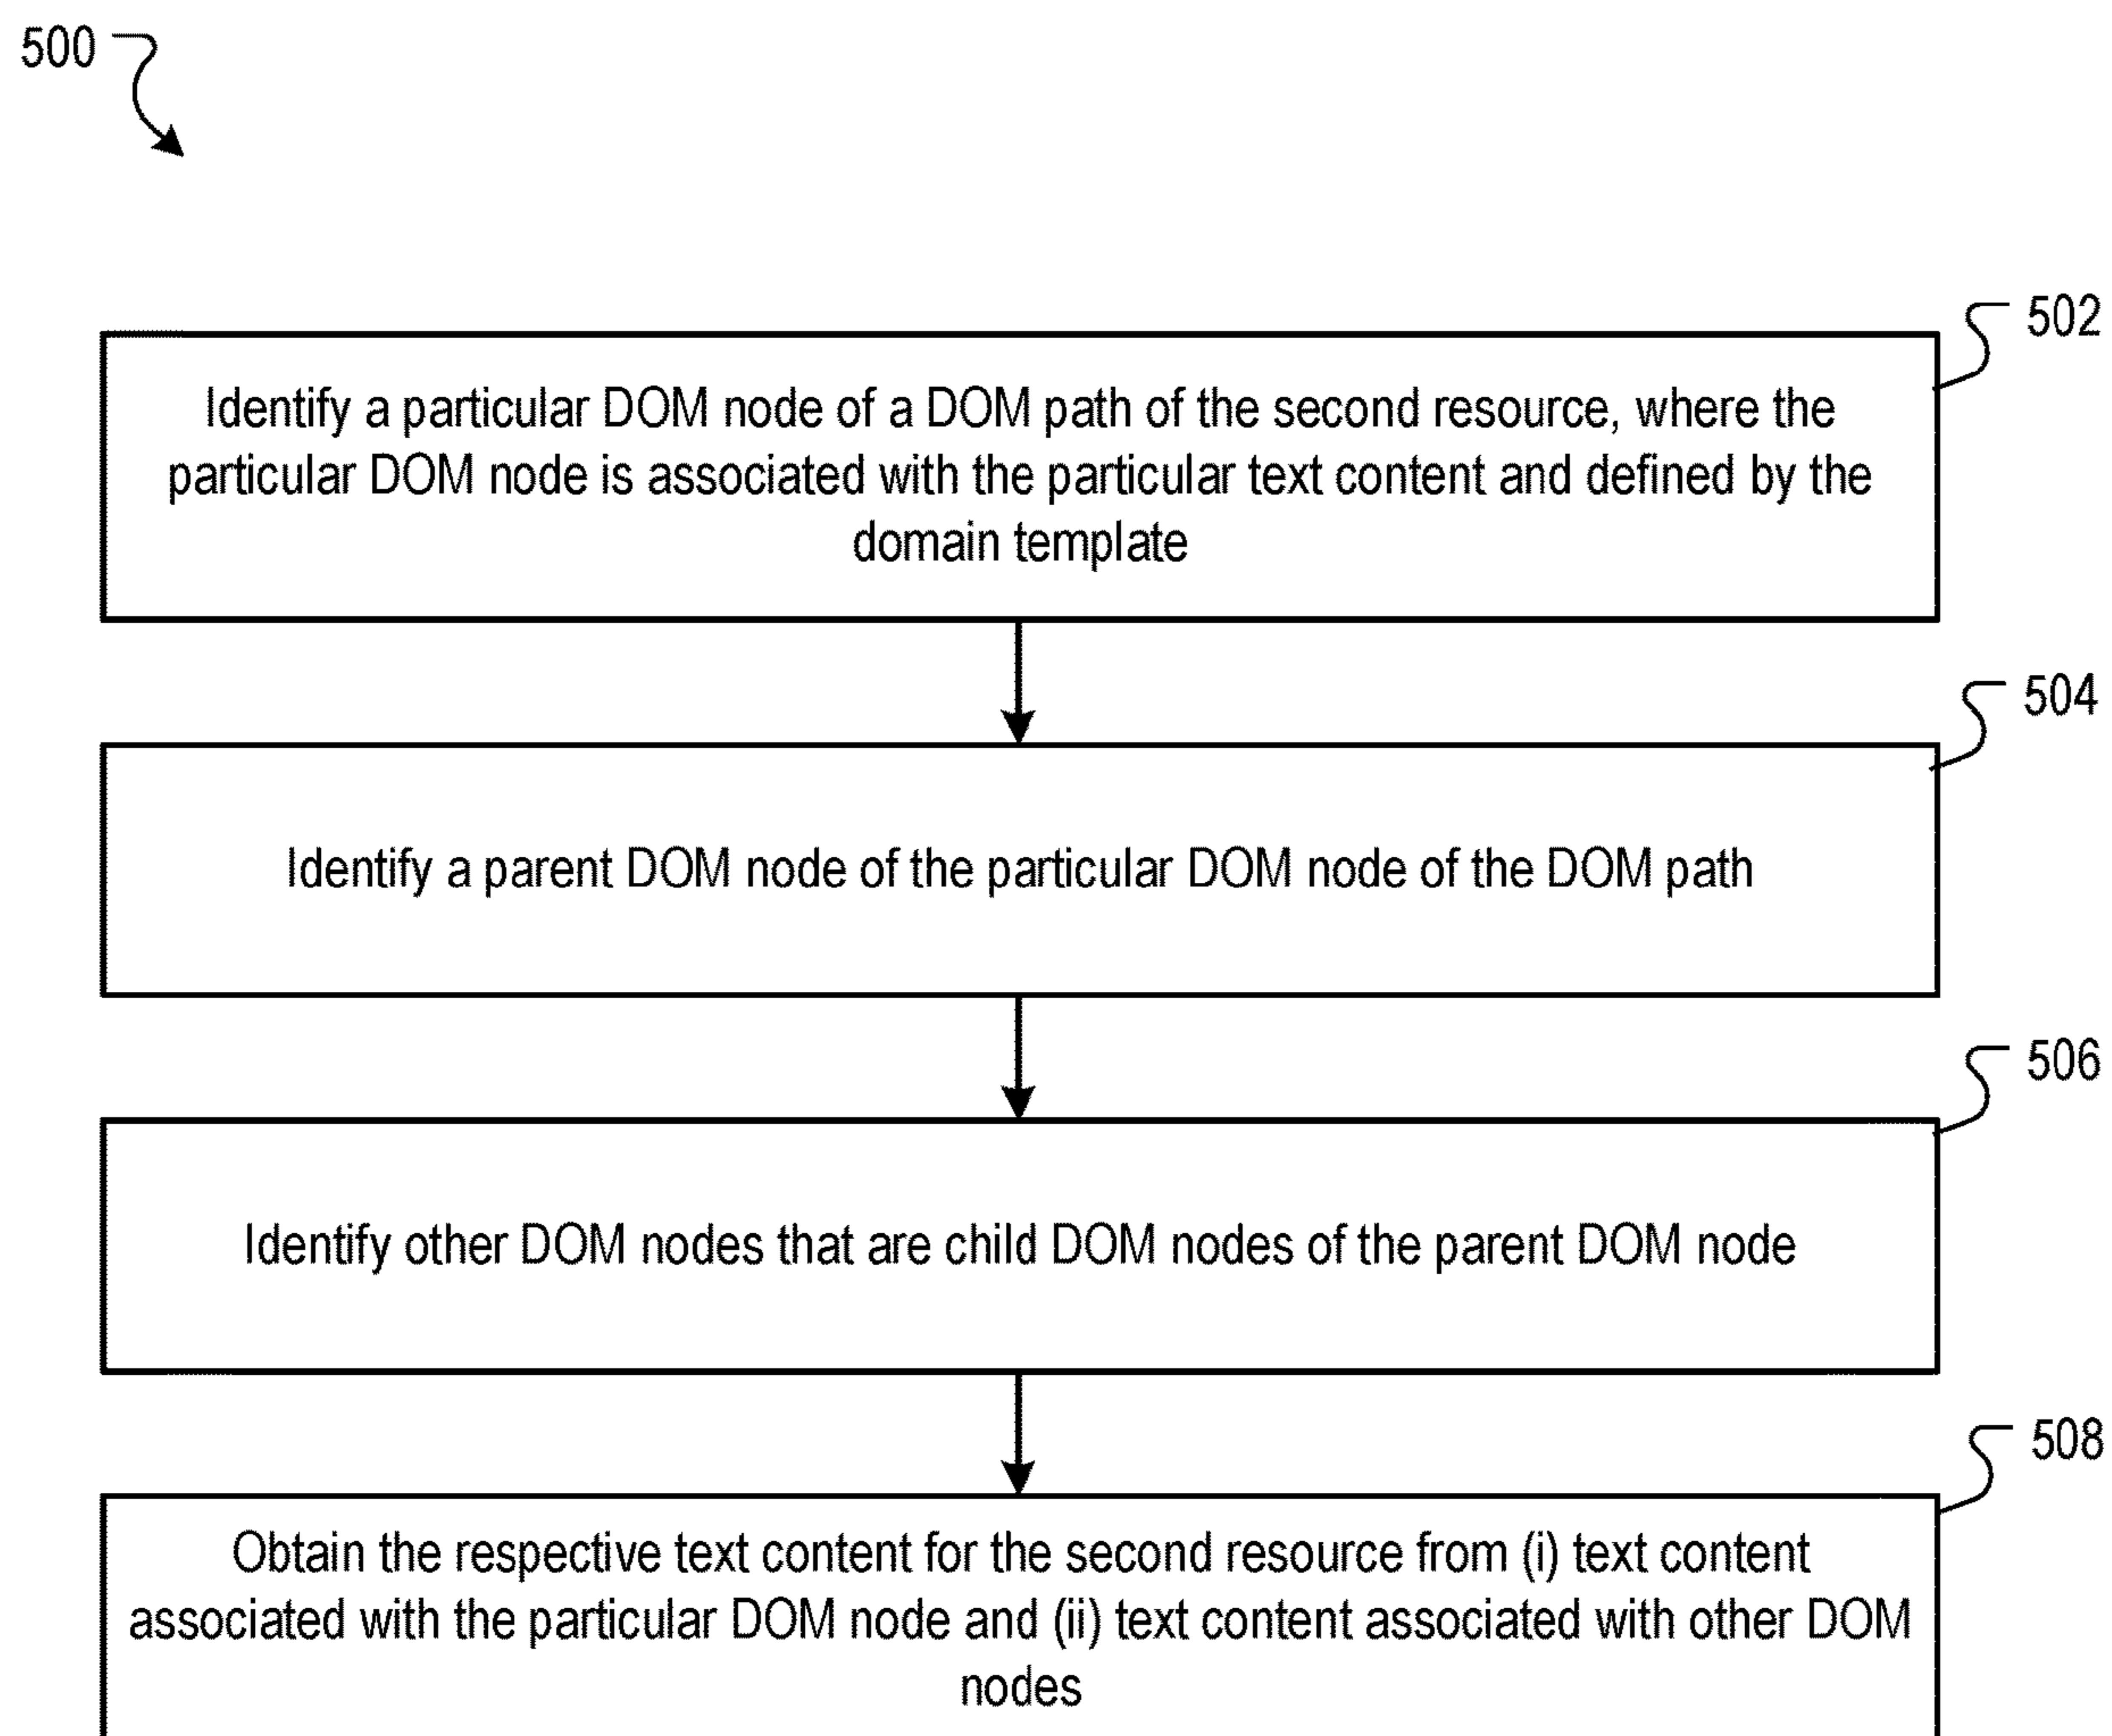 500
502
Identify a particular DOM node of a DOM path of the second resource, where the
particular DOM node is associated with the particular text content and defined by the
domain template
504
Identify a parent DOM node of the particular DOM node of the DOM path
506
Identify other DOM nodes that are child DOM nodes of the parent DOM node
508
Obtain the respective text content for the second resource from (i) text content
associated with the particular DOM node and (ii) text content associated with other DOM
nodes